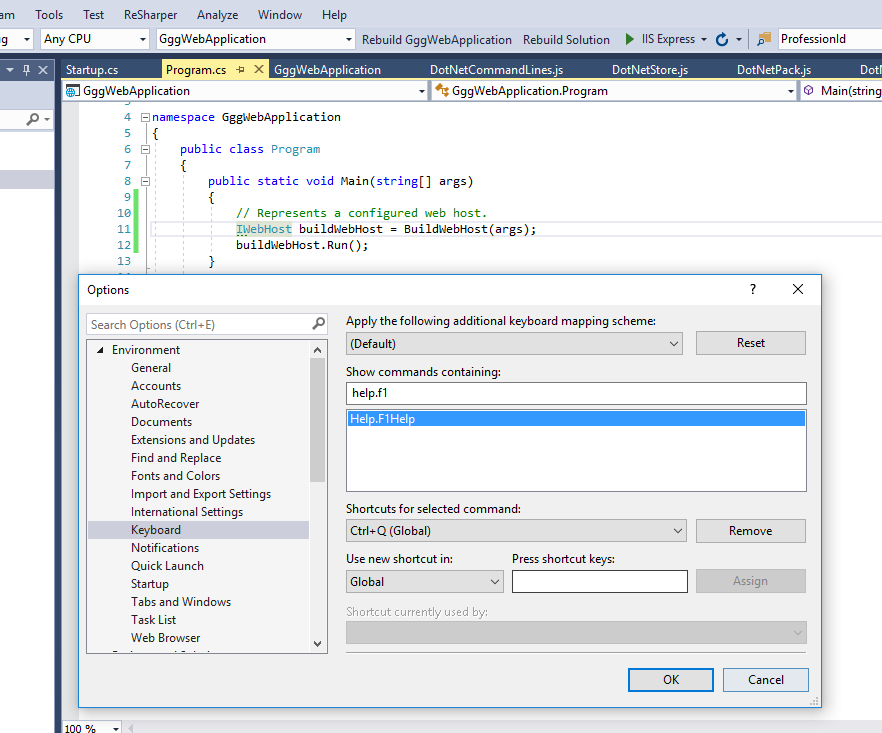 am Tools Test ReSharper Analyze Window Help
g Any CPU GggWebApplication Rebuild GggWebApplication Rebuild Solution IIS Express ProfessionId
Startup.cs Program.cs GggWebApplication DotNetCommandLines.js DotNetStore.js DotNetPack.js DotN
GggWebApplication GggWebApplication.Program Main(string
4 namespace GggWebApplication
5 {
6 public class Program
7 {
8 public static void Main(string[] args)
9 {
10 // Represents a configured web host.
11 IWebHost buildWebHost = BuildWebHost(args);
12 buildWebHost.Run();
13 }
Options ?
Search Options (Ctrl+E)
Environment
General
Accounts
AutoRecover
Documents
Extensions and Updates
Find and Replace
Fonts and Colors
Import and Export Settings
International Settings
Keyboard
Notifications
Quick Launch
Startup
Tabs and Windows
Task List
Web Browser
Apply the following additional keyboard mapping scheme:
(Default) Reset
Show commands containing:
help.f1
Help.F1Help
Shortcuts for selected command:
Ctrl+Q (Global) Remove
Use new shortcut in: Press shortcut keys:
Global Assign
Shortcut currently used by:
OK Cancel
100 %